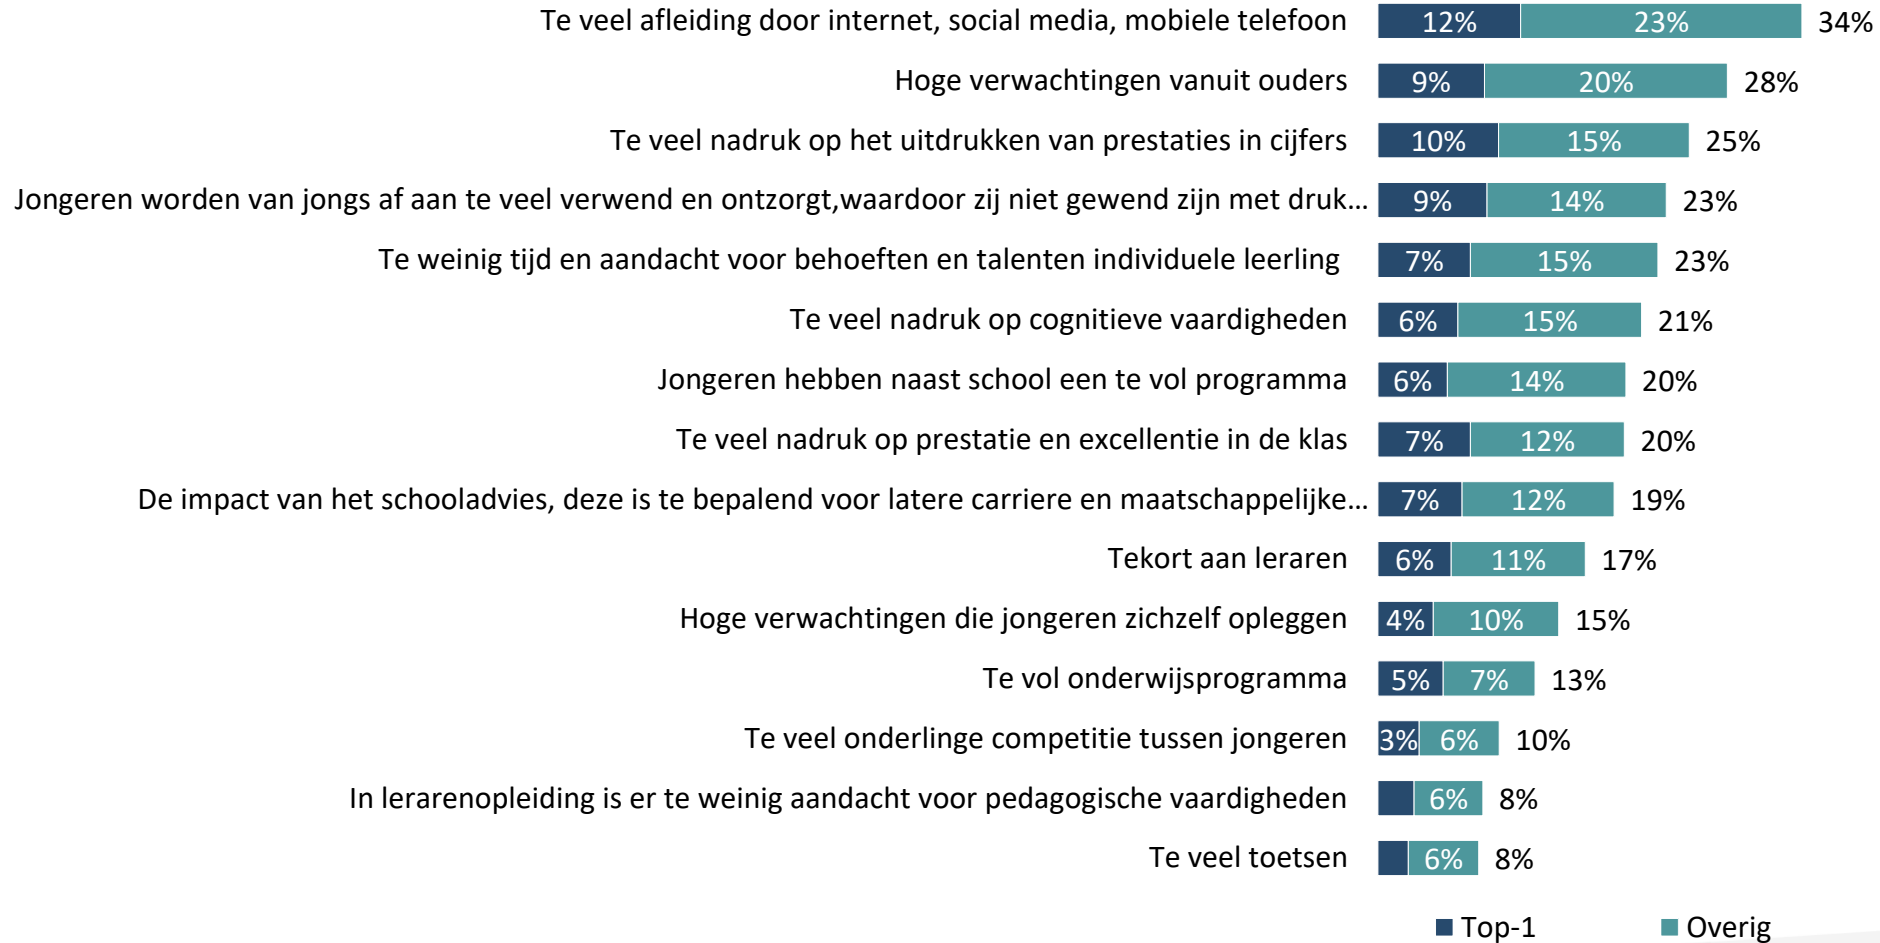 Te veel afleiding door internet, social media, mobiele telefoon 12% 23% 34%
Hoge verwachtingen vanuit ouders 9% 20% 28%
Te veel nadruk op het uitdrukken van prestaties in cijfers 10% 15% 25%
Jongeren worden van jongs af aan te veel verwend en ontzorgt,waardoor zij niet gewend zijn met druk... 9% 14% 23%
Te weinig tijd en aandacht voor behoeften en talenten individuele leerling 7% 15% 23%
Te veel nadruk op cognitieve vaardigheden 6% 15% 21%
Jongeren hebben naast school een te vol programma 6% 14% 20%
Te veel nadruk op prestatie en excellentie in de klas 7% 12% 20%
De impact van het schooladvies, deze is te bepalend voor latere carriere en maatschappelijke... 7% 12% 19%
Tekort aan leraren 6% 11% 17%
Hoge verwachtingen die jongeren zichzelf opleggen 4% 10% 15%
Te vol onderwijsprogramma 5% 7% 13%
Te veel onderlinge competitie tussen jongeren 3% 6% 10%
In lerarenopleiding is er te weinig aandacht voor pedagogische vaardigheden 6% 8%
Te veel toetsen 6% 8%
Top-1 Overig